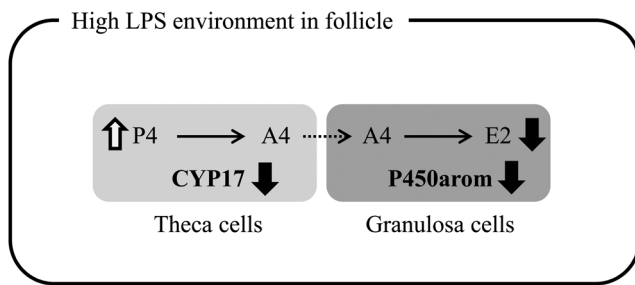 High LPS environment in follicle
P4 A4 A4 E2
CYP17 P450arom
Theca cells Granulosa cells